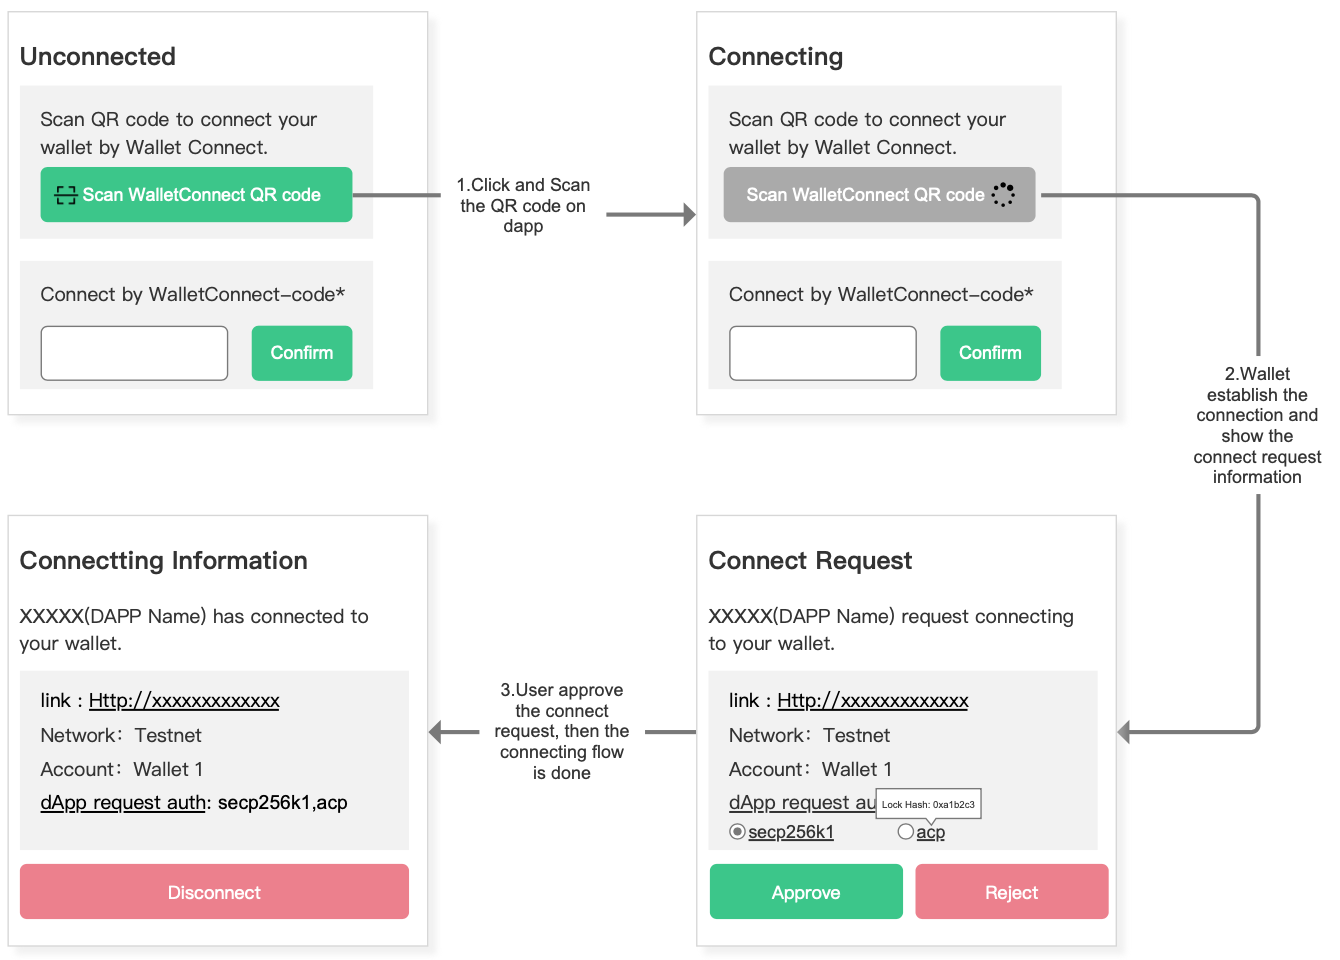 Unconnected
Scan QR code to connect your
wallet by Wallet Connect.
Scan WalletConnect QR code
Connect by WalletConnect-code*
Confirm
1.Click and Scan
the QR code on
dapp
Connecting
Scan QR code to connect your
wallet by Wallet Connect.
Scan WalletConnect QR code
Connect by WalletConnect-code*
Confirm
2.Wallet
establish the
connection and
show the
connect request
information
Connect Request
XXXXX(DAPP Name) request connecting
to your wallet.
link : Http://xxxxxxxxxxxxx
Network： Testnet
Account： Wallet 1
dApp request au
Lock Hash: 0xa1b2c3
secp256k1 acp
Approve Reject
3.User approve
the connect
request, then the
connecting flow
is done
Connectting Information
XXXXX(DAPP Name) has connected to
your wallet.
link : Http://xxxxxxxxxxxxx
Network： Testnet
Account： Wallet 1
dApp request auth: secp256k1,acp
Disconnect